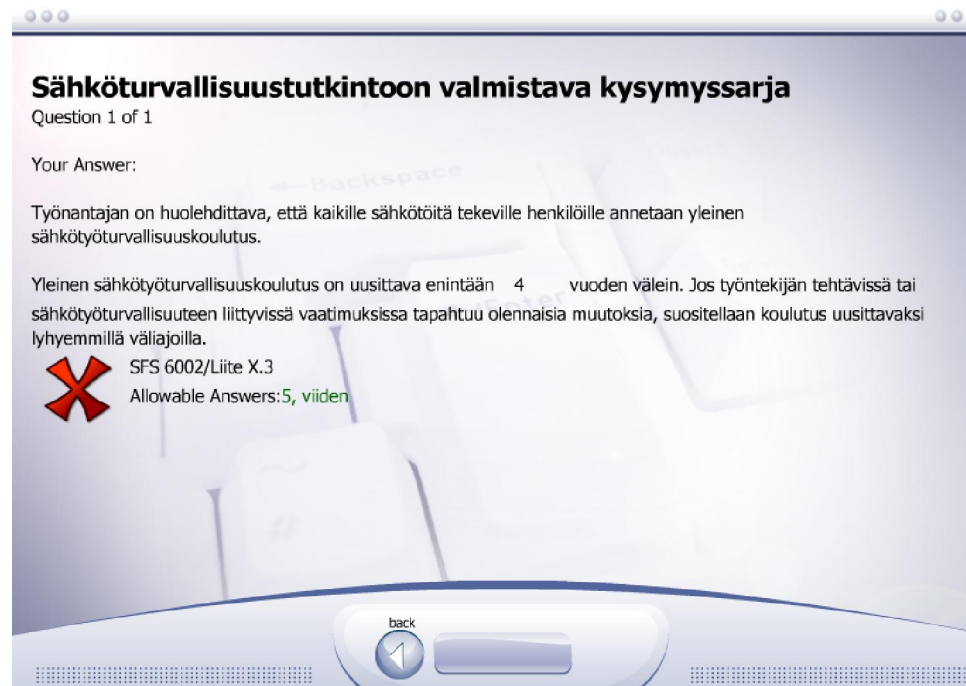 Sähköturvallisuustutkintoon valmistava kysymyssarja
Question 1 of 1
Your Answer:
Työnantajan on huolehdittava, että kaikille sähkötöitä tekeville henkilöille annetaan yleinen
sähkötyöturvallisuuskoulutus.
Yleinen sähkötyöturvallisuuskoulutus on uusittava enintään 4 vuoden välein. Jos työntekijän tehtävissä tai
sähkötyöturvallisuuteen liittyvissä vaatimuksissa tapahtuu olennaisia muutoksia, suositellaan koulutus uusittavaksi
lyhyemmillä väliajoilla.
SFS 6002/Liite X.3
Allowable Answers:5, viiden
←Backspace
Enter
~
#
back